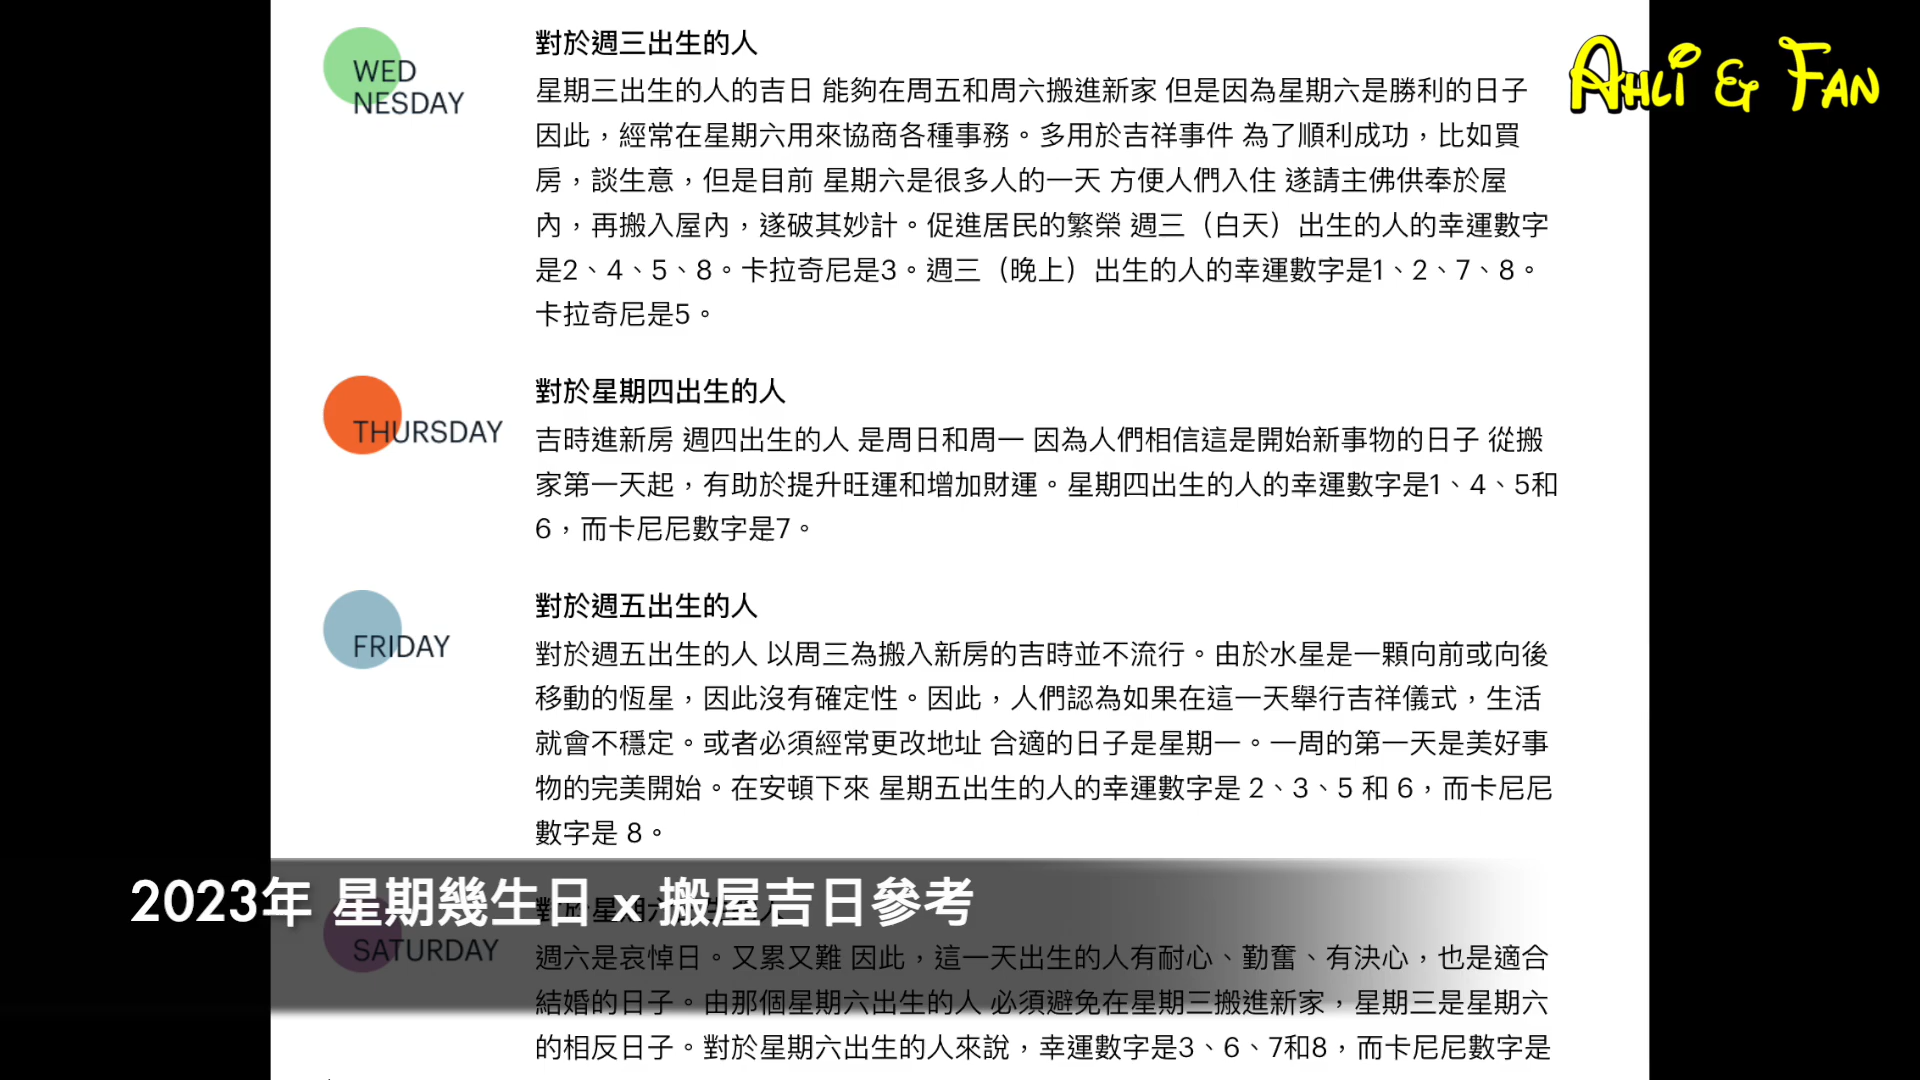 AHLI & FAN
WED
NESDAY
對於週三出生的人
星期三出生的人的吉日 能夠在周五和周六搬進新家 但是因為星期六是勝利的日子
因此，經常在星期六用來協商各種事務。多用於吉祥事件 為了順利成功，比如買
房，談生意，但是目前 星期六是很多人的一天 方便人們入住 遂請主佛供奉於屋
內，再搬入屋內，遂破其妙計。促進居民的繁榮 週三（白天）出生的人的幸運數字
是2、4、5、8。卡拉奇尼是3。週三（晚上）出生的人的幸運數字是1、2、7、8。
卡拉奇尼是5。
THURSDAY
對於星期四出生的人
吉時進新房 週四出生的人 是周日和周一 因為人們相信這是開始新事物的日子 從搬
家第一天起，有助於提升旺運和增加財運。星期四出生的人的幸運數字是1、4、5和
6，而卡尼尼數字是7。
FRIDAY
對於週五出生的人
對於週五出生的人 以周三為搬入新房的吉時並不流行。由於水星是一顆向前或向後
移動的恆星，因此沒有確定性。因此，人們認為如果在這一天舉行吉祥儀式，生活
就會不穩定。或者必須經常更改地址 合適的日子是星期一。一周的第一天是美好事
物的完美開始。在安頓下來 星期五出生的人的幸運數字是 2、3、5 和 6，而卡尼尼
數字是 8。
2023年 星期幾生日 x 搬屋吉日參考
SATURDAY
週六是哀悼日。又累又難 因此，這一天出生的人有耐心、勤奮、有決心，也是適合
結婚的日子。由那個星期六出生的人 必須避免在星期三搬進新家，星期三是星期六
的相反日子。對於星期六出生的人來說，幸運數字是3、6、7和8，而卡尼尼數字是